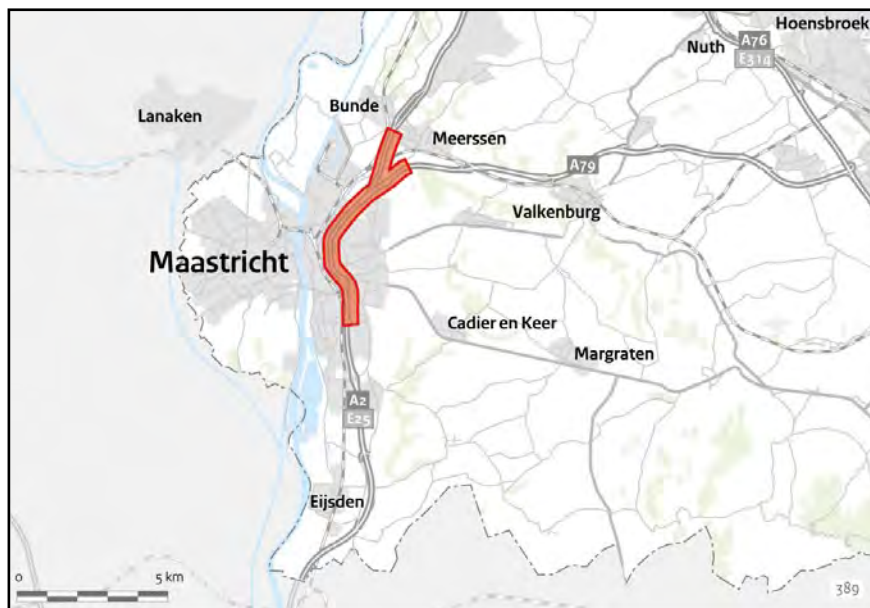 Hoensbroek
A76
E314
Nuth
Bunde
Lanaken
Meerssen
A79
Valkenburg
Maastricht
Cadier en Keer
Margraten
A2
E25
Eijsden
0
5 km
389